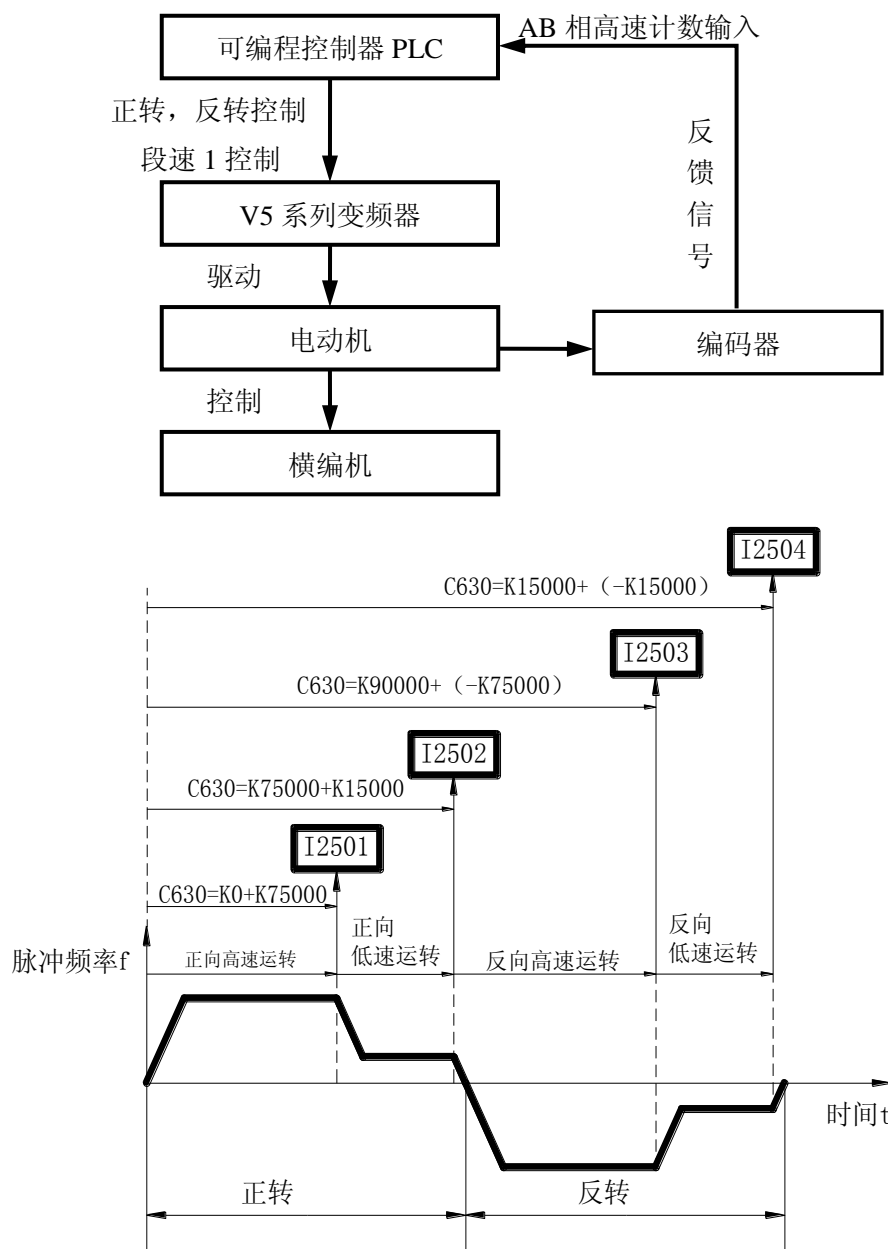 AB 相高速计数输入
可编程控制器 PLC
正转，反转控制
段速 1 控制
反馈信号
V5 系列变频器
驱动
电动机
编码器
控制
横编机
I2504
C630=K15000+（-K15000）
I2503
C630=K90000+（-K75000）
I2502
C630=K75000+K15000
I2501
C630=K0+K75000
脉冲频率f
正向高速运转
正向
低速运转
反向高速运转
反向
低速运转
时间t
正转
反转